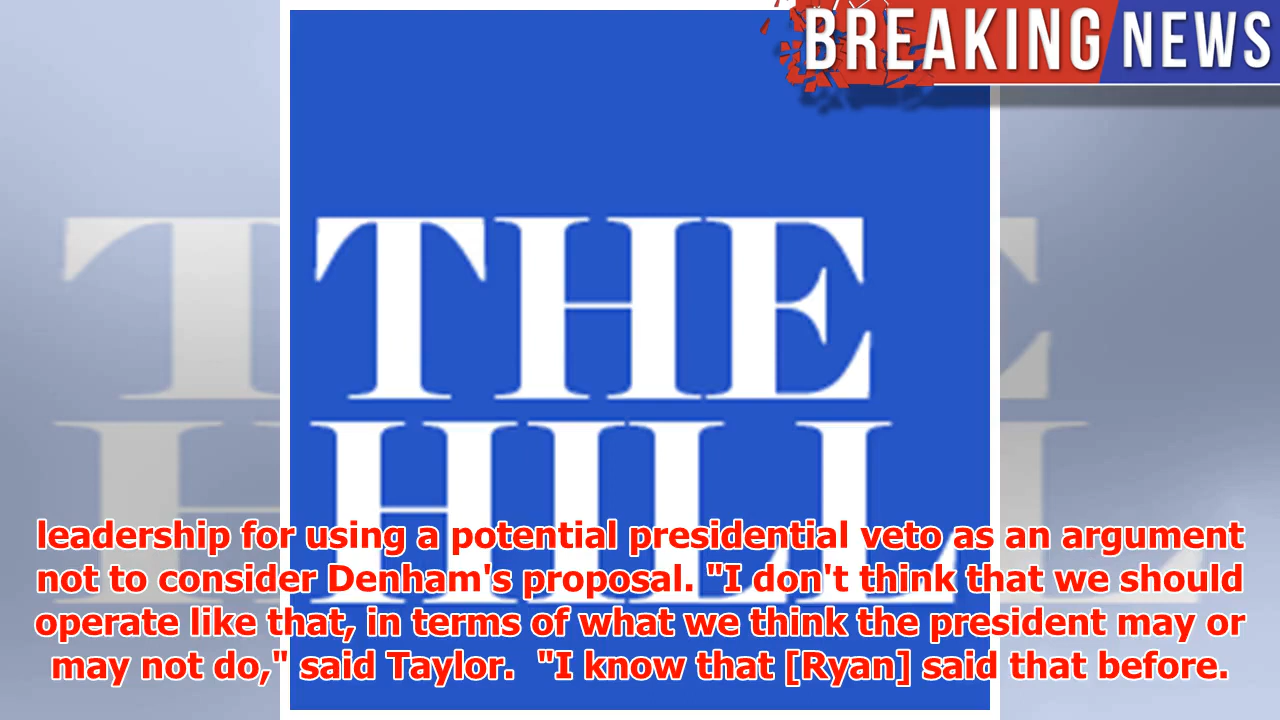 BREAKING NEWS
THE
HILL
leadership for using a potential presidential veto as an argument
not to consider Denham's proposal. "I don't think that we should
operate like that, in terms of what we think the president may or
may not do," said Taylor.  "I know that [Ryan] said that before.